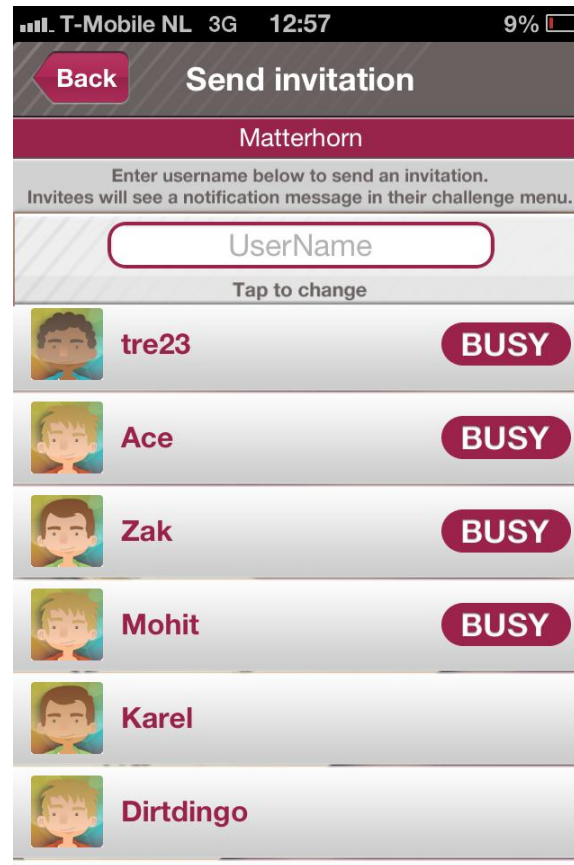 T-Mobile NL 3G 12:57 9%
Back Send invitation
Matterhorn
Enter username below to send an invitation.
Invitees will see a notification message in their challenge menu.
UserName
Tap to change
tre23 BUSY
Ace BUSY
Zak BUSY
Mohit BUSY
Karel
Dirtdingo